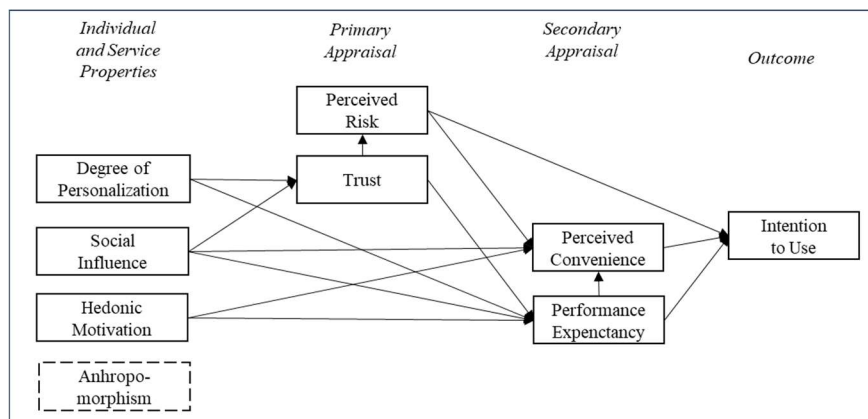 Individual
and Service
Properties
Primary
Appraisal
Secondary
Appraisal
Outcome
Perceived
Risk
Degree of
Personalization
Trust
Social
Influence
Perceived
Convenience
Intention
to Use
Hedonic
Motivation
Performance
Expenctancy
Anhropo-
morphism